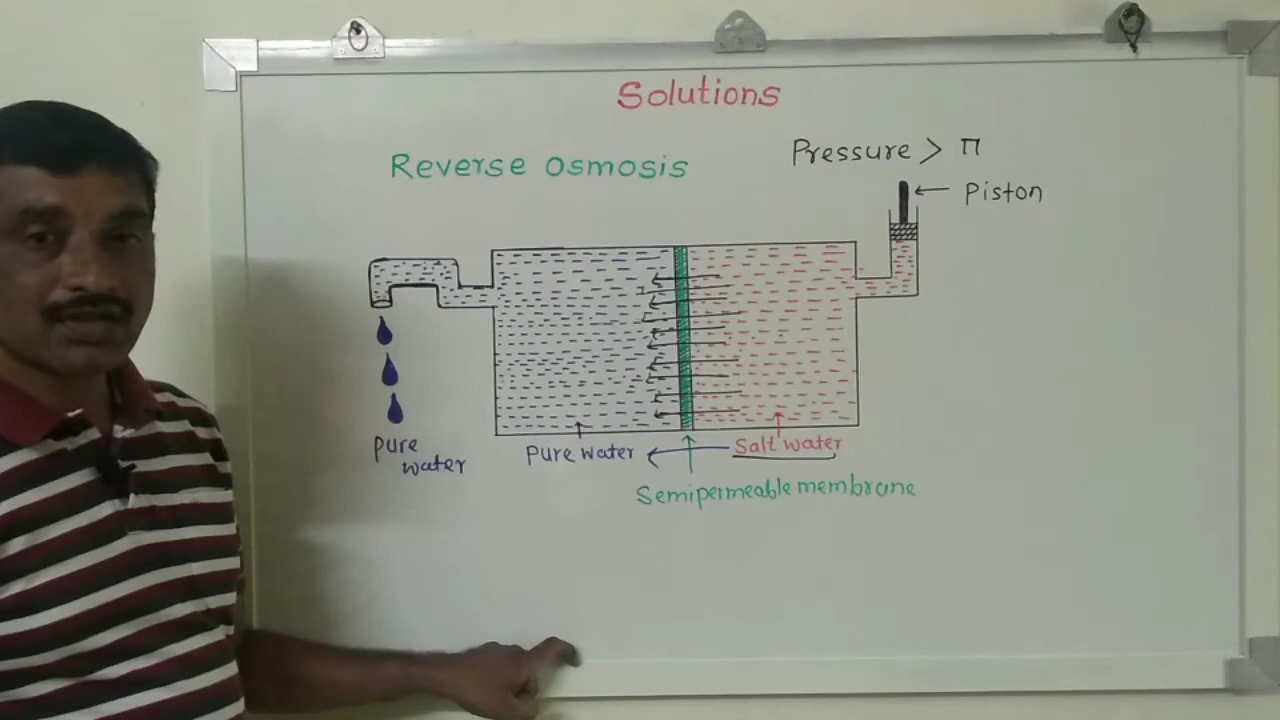 Solutions
Reverse Osmosis
Pressure > π
← Piston
Pure
water
Pure water ← Salt water
Semipermeable membrane